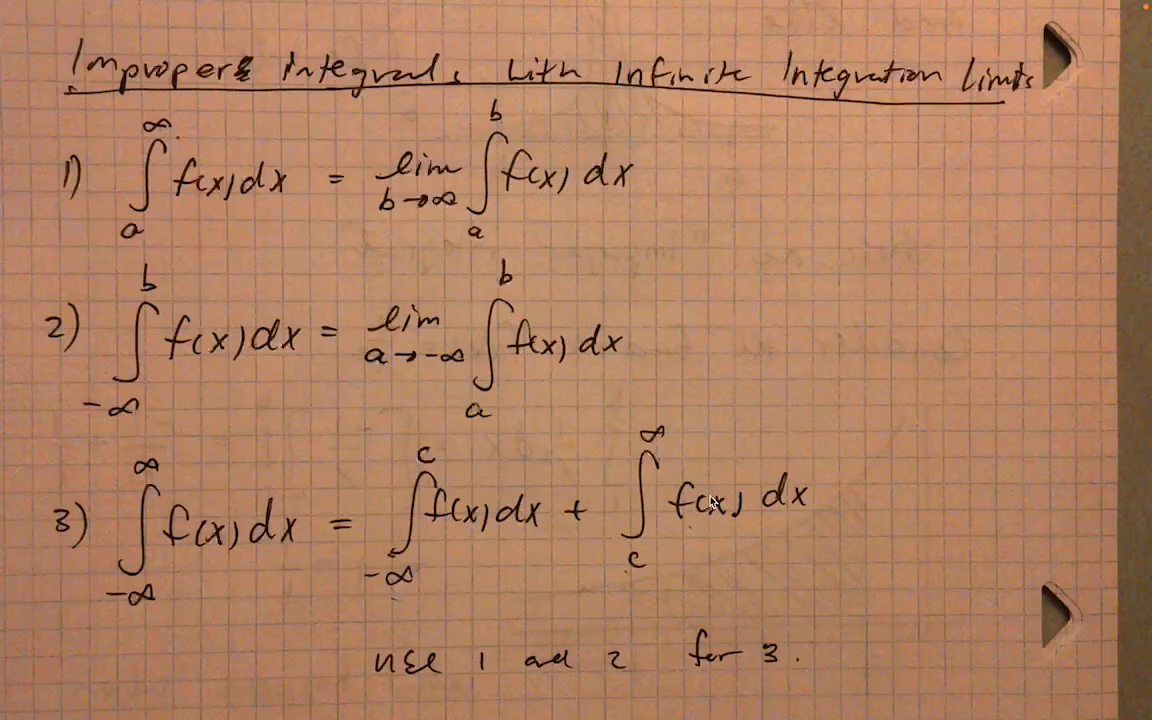 Improper integrals with Infinite Integration Limits
1) ∫_a^∞ f(x)dx = lim_{b→∞} ∫_a^b f(x) dx
2) ∫_{-∞}^b f(x)dx = lim_{a→-∞} ∫_a^b f(x) dx
3) ∫_{-∞}^∞ f(x)dx = ∫_{-∞}^c f(x)dx + ∫_c^∞ f(x) dx
use 1 and 2 for 3.